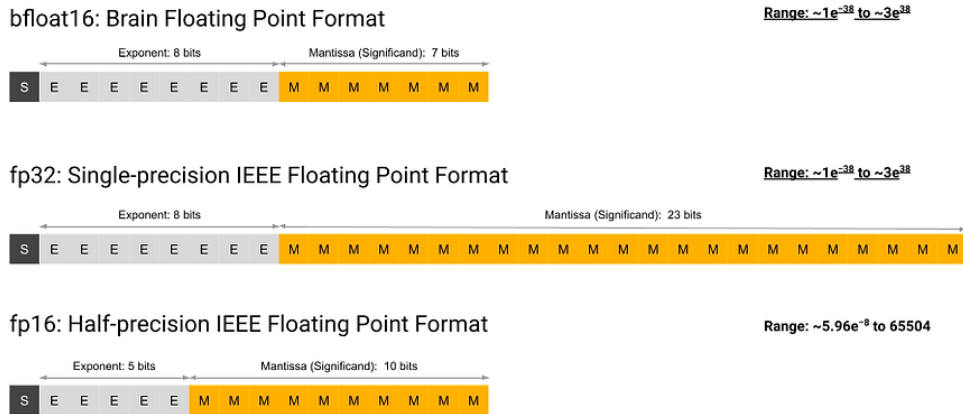 bfloat16: Brain Floating Point Format
Range: ~1e⁻³⁸ to ~3e³⁸
Exponent: 8 bits
Mantissa (Significand): 7 bits
S E E E E E E E E M M M M M M M
fp32: Single-precision IEEE Floating Point Format
Range: ~1e⁻³⁸ to ~3e³⁸
Exponent: 8 bits
Mantissa (Significand): 23 bits
S E E E E E E E E M M M M M M M M M M M M M M M M M M M M M M M
fp16: Half-precision IEEE Floating Point Format
Range: ~5.96e⁻⁸ to 65504
Exponent: 5 bits
Mantissa (Significand): 10 bits
S E E E E E M M M M M M M M M M